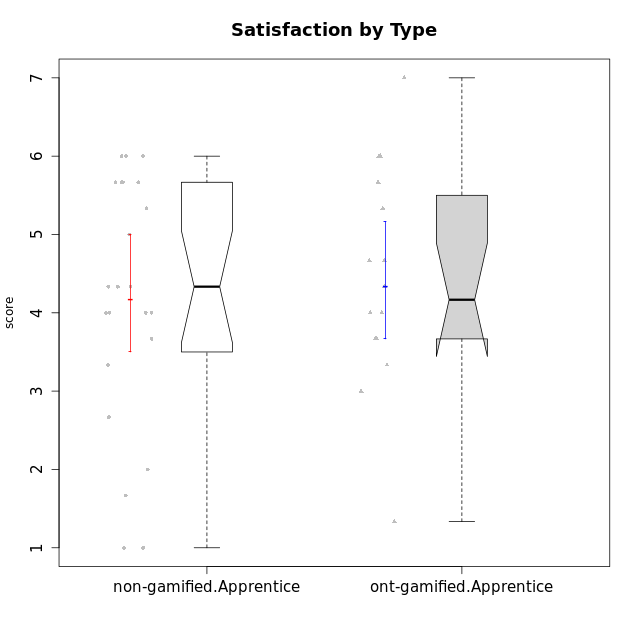 Satisfaction by Type
score
7
6
5
4
3
2
1
non-gamified.Apprentice
ont-gamified.Apprentice